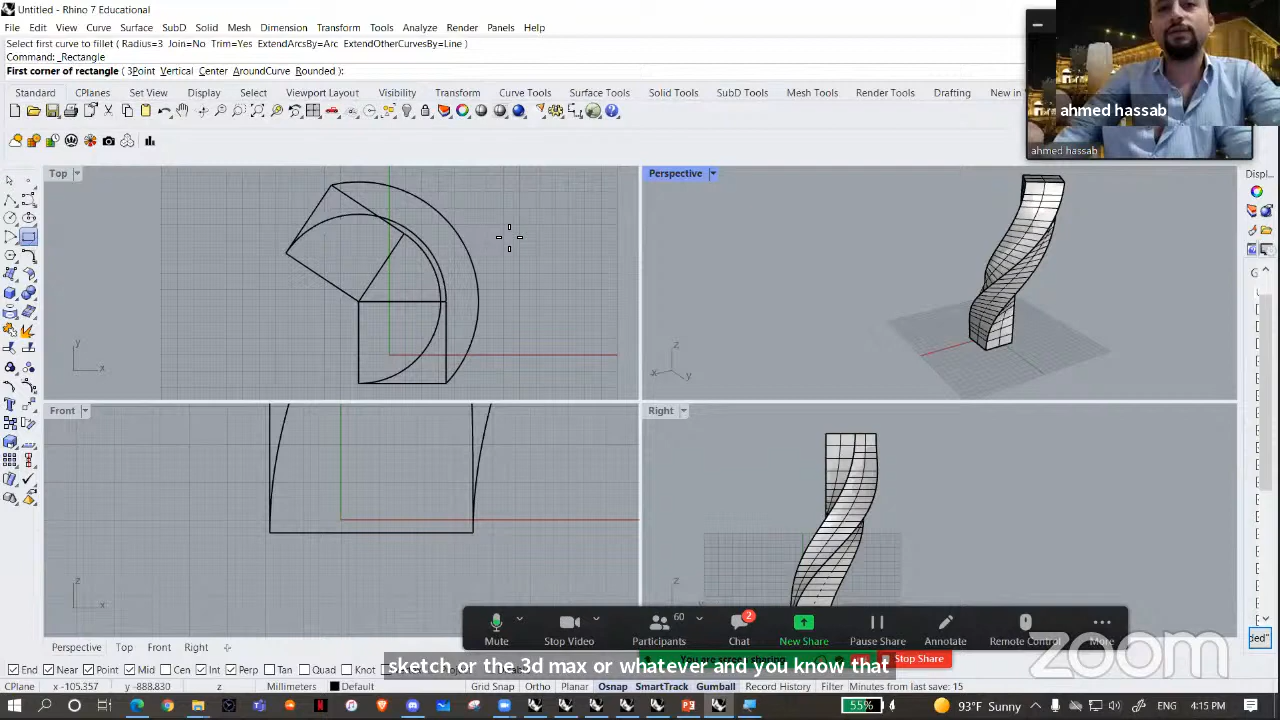 Untitled - Rhino 7 Educational
File Edit View Curve Surface SubD Solid Mesh Dimension Transform Tools Analyze Render Panels Help
Select first curve to fillet ( Radius=3 Join=No Trim=Yes ExtendArcsBy=Arc ExtendOtherCurvesBy=Line )
Command: _Rectangle
First corner of rectangle ( 3Point Vertical Center AroundCurve Rounded ):
Standard CPlanes Set View Display Select Viewport Layout Visibility Transform Curve Tools Surface Tools Solid Tools SubD Tools Mesh Tools Render Tools Drafting New in
ahmed hassab
ahmed hassab
Top
Perspective
Displ...
y
x
z
x
y
Front
Right
z
x
z
Mute
Stop Video
60
Participants
2
Chat
New Share
Pause Share
Annotate
Remote Control
More
ded"
Perspective Top Front Right
sketch or the 3d max or whatever and you know that
Stop Share
zoom
End Near Point Mid Cen Int Perp Tan Quad Knot
CPlane x -105.357 y -88.830 z Millimeters Default Grid Snap Ortho Planar Osnap SmartTrack Gumball Record History Filter Minutes from last save: 15
55%
93°F Sunny
4:15 PM